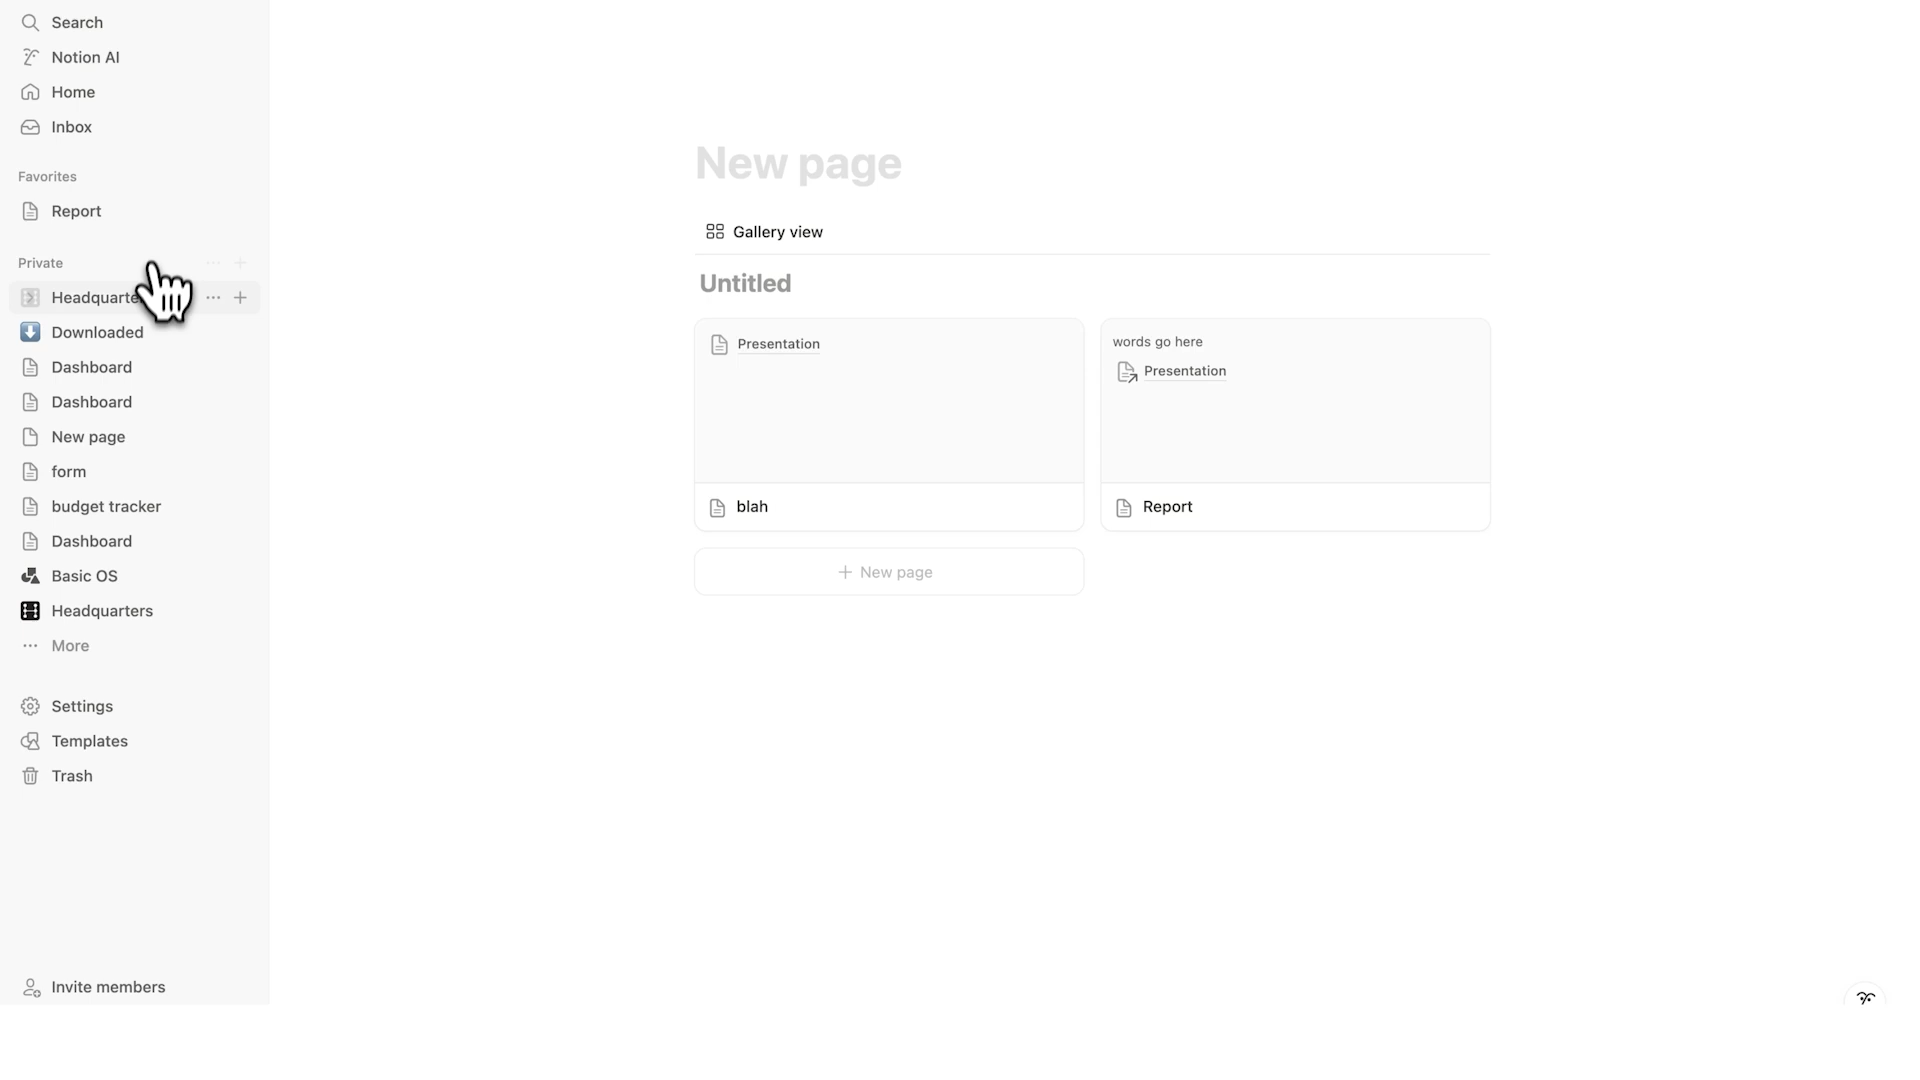 Search
Notion AI
Home
Inbox
Favorites
Report
Private
Headquarte
Downloaded
Dashboard
Dashboard
New page
form
budget tracker
Dashboard
Basic OS
Headquarters
More
Settings
Templates
Trash
Invite members
New page
Gallery view
Untitled
Presentation
blah
words go here
Presentation
Report
New page